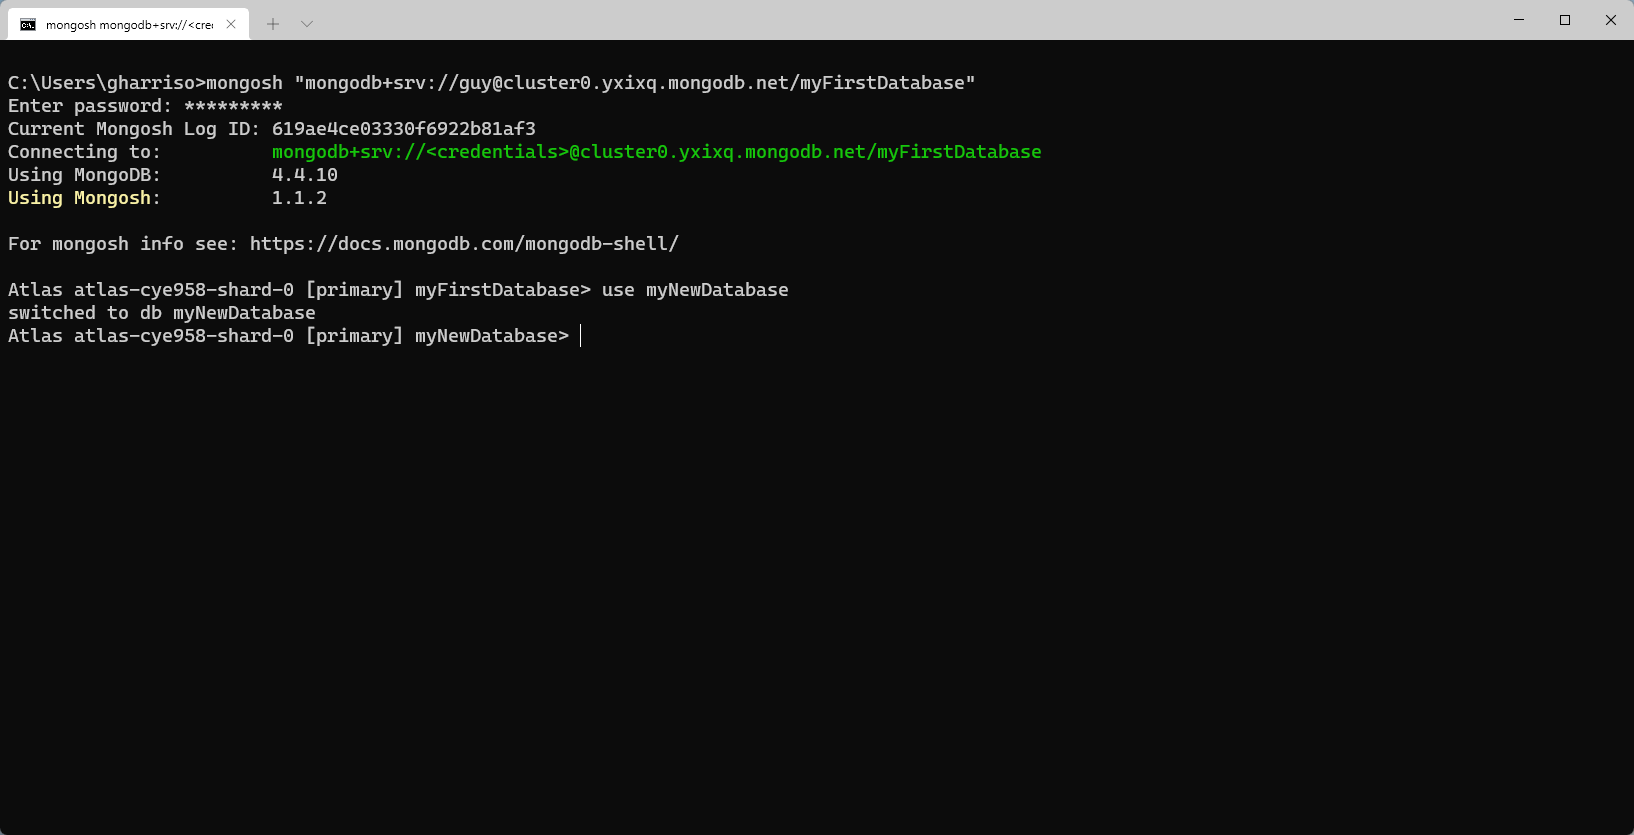 mongosh mongodb+srv://<cre
C:\Users\gharriso>mongosh "mongodb+srv://guy@cluster0.yxixq.mongodb.net/myFirstDatabase"
Enter password: *********
Current Mongosh Log ID: 619ae4ce03330f6922b81af3
Connecting to: mongodb+srv://<credentials>@cluster0.yxixq.mongodb.net/myFirstDatabase
Using MongoDB: 4.4.10
Using Mongosh: 1.1.2
For mongosh info see: https://docs.mongodb.com/mongodb-shell/
Atlas atlas-cye958-shard-0 [primary] myFirstDatabase> use myNewDatabase
switched to db myNewDatabase
Atlas atlas-cye958-shard-0 [primary] myNewDatabase>